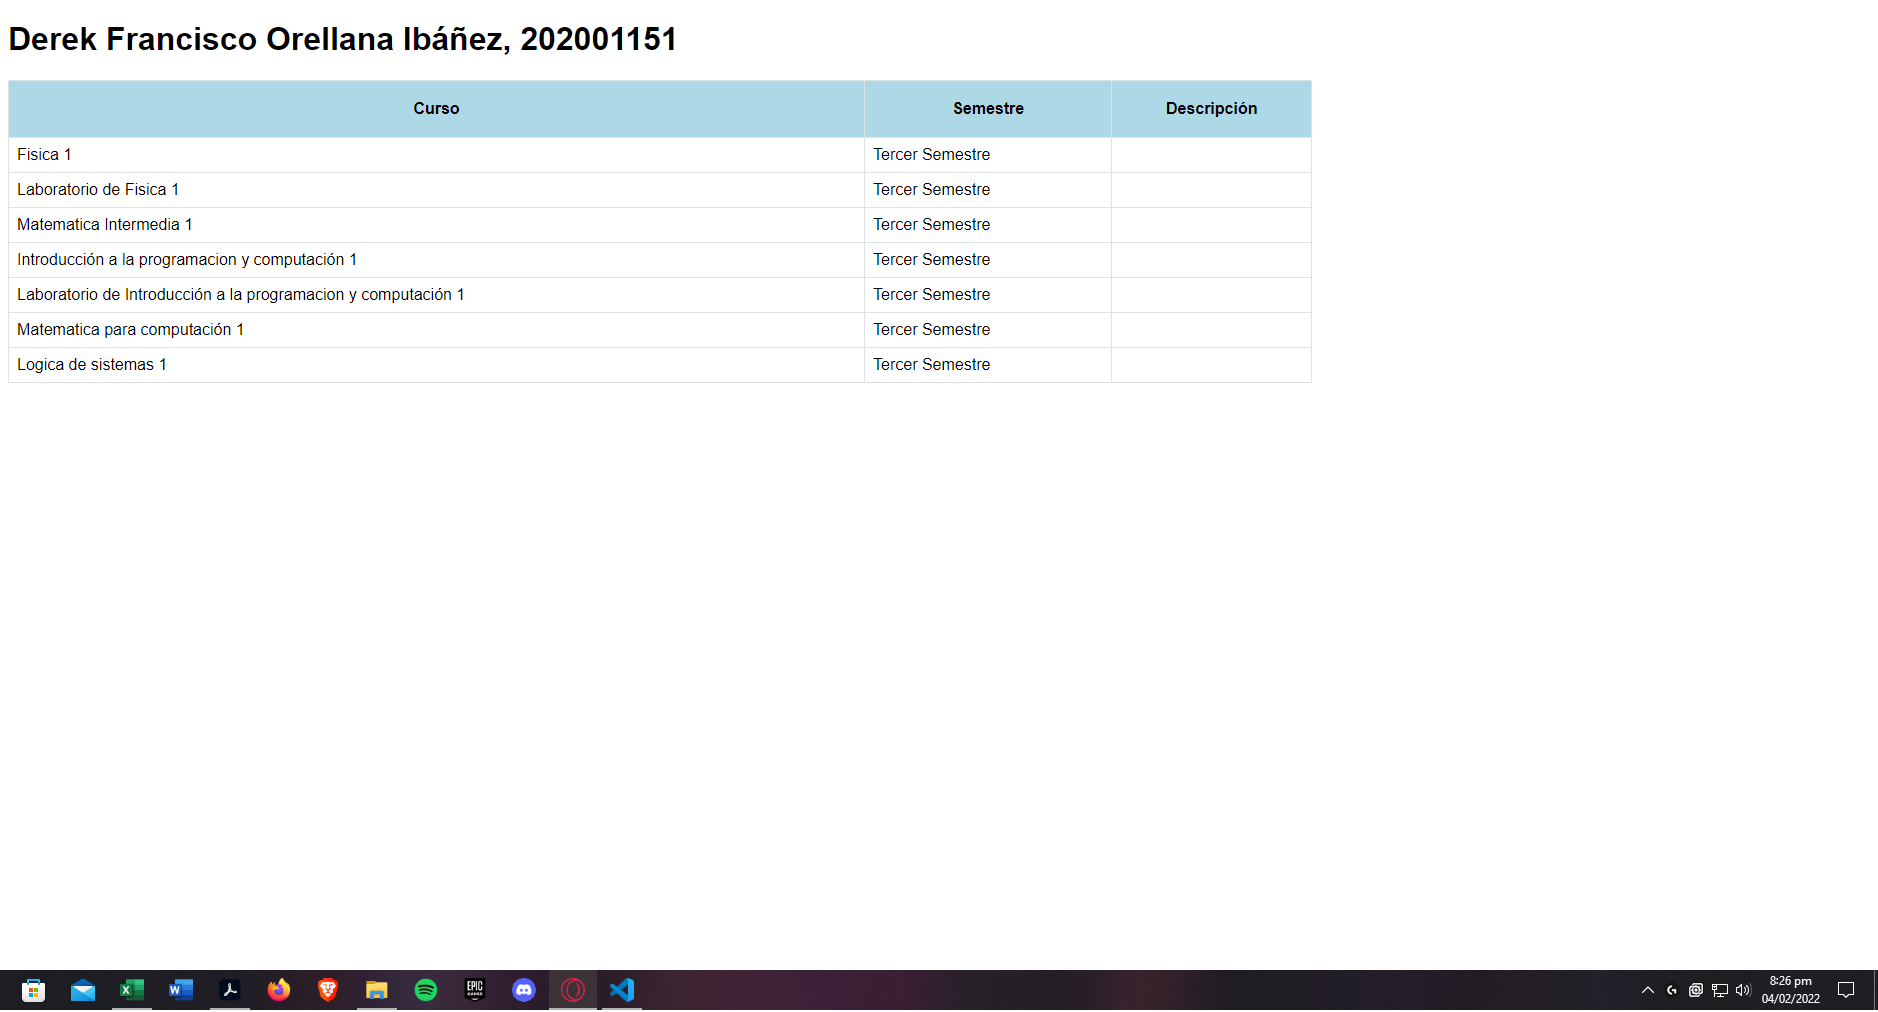 Derek Francisco Orellana Ibáñez, 202001151
Curso Semestre Descripción
Fisica 1 Tercer Semestre
Laboratorio de Fisica 1 Tercer Semestre
Matematica Intermedia 1 Tercer Semestre
Introducción a la programacion y computación 1 Tercer Semestre
Laboratorio de Introducción a la programacion y computación 1 Tercer Semestre
Matematica para computación 1 Tercer Semestre
Logica de sistemas 1 Tercer Semestre
EPIC
GAMES
8:26 pm
04/02/2022